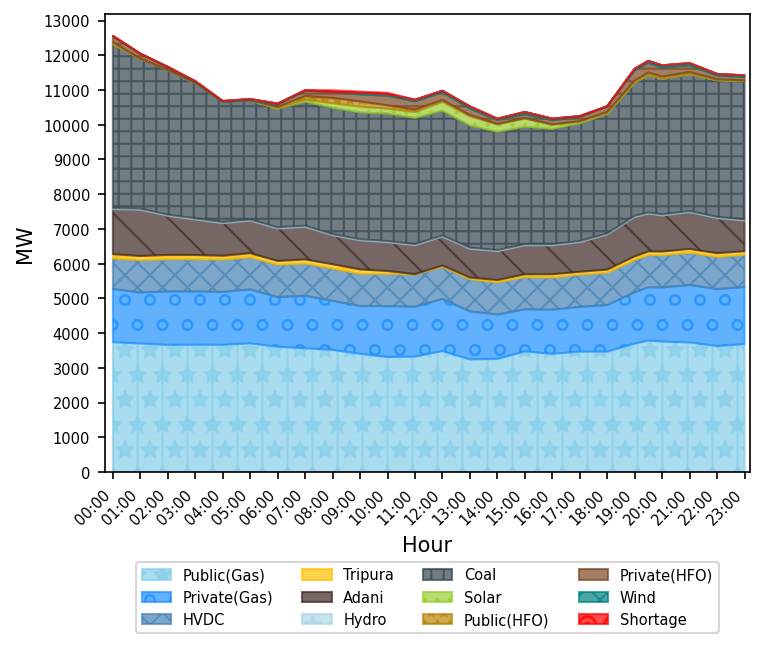 13000
12000
11000
10000
9000
8000
7000
6000
5000
4000
3000
2000
1000
0
MW
00:00 01:00 02:00 03:00 04:00 05:00 06:00 07:00 08:00 09:00 10:00 11:00 12:00 13:00 14:00 15:00 16:00 17:00 18:00 19:00 20:00 21:00 22:00 23:00
Hour
Public(Gas) Tripura Coal Private(HFO)
Private(Gas) Adani Solar Wind
HVDC Hydro Public(HFO) Shortage